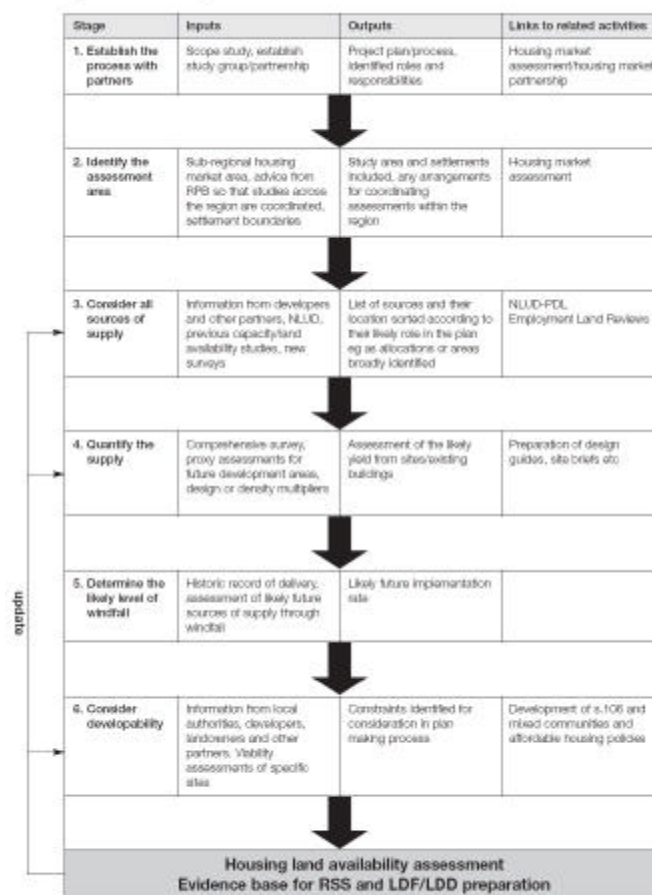 Stage Inputs Outputs Links to related activities
1. Establish the process with partners
Scope study, establish
study group/partnership
Project plan/process,
Identified roles and
responsibilities
Housing market
assessment/housing market
partnership
2. Identify the
assessment area
Sub-regional housing
market area, advice from
RPB so that studies across
the region are coordinated,
settlement boundaries
Study area and settlements
included, any arrangements
for coordinating
assessments within the
region
Housing market
assessment
3. Consider all
sources of
supply
Information from developers
and other partners, NLUD,
previous capacity/land
availability studies, new
surveys
List of sources and their
location sorted according to
their likely role in the plan
eg as allocations or areas
broadly identified
NLUD-PDL
Employment Land Reviews
4. Quantify the
supply
Comprehensive survey,
proxy assessments for
future development areas,
design or density multipliers
Assessment of the likely
yield from sites/existing
buildings
Preparation of design
guides, site briefs etc
5. Determine the
likely level of
windfall
Historic record of delivery,
assessment of likely future
sources of supply through
windfall
Likely future implementation
rate
6. Consider
developability
Information from local
authorities, developers,
landowners and other
partners. Viability
assessments of specific
sites
Constraints identified for
consideration in plan
making process
Development of s.106 and
mixed communities and
affordable housing policies
update
Housing land availability assessment
Evidence base for RSS and LDF/LDD preparation